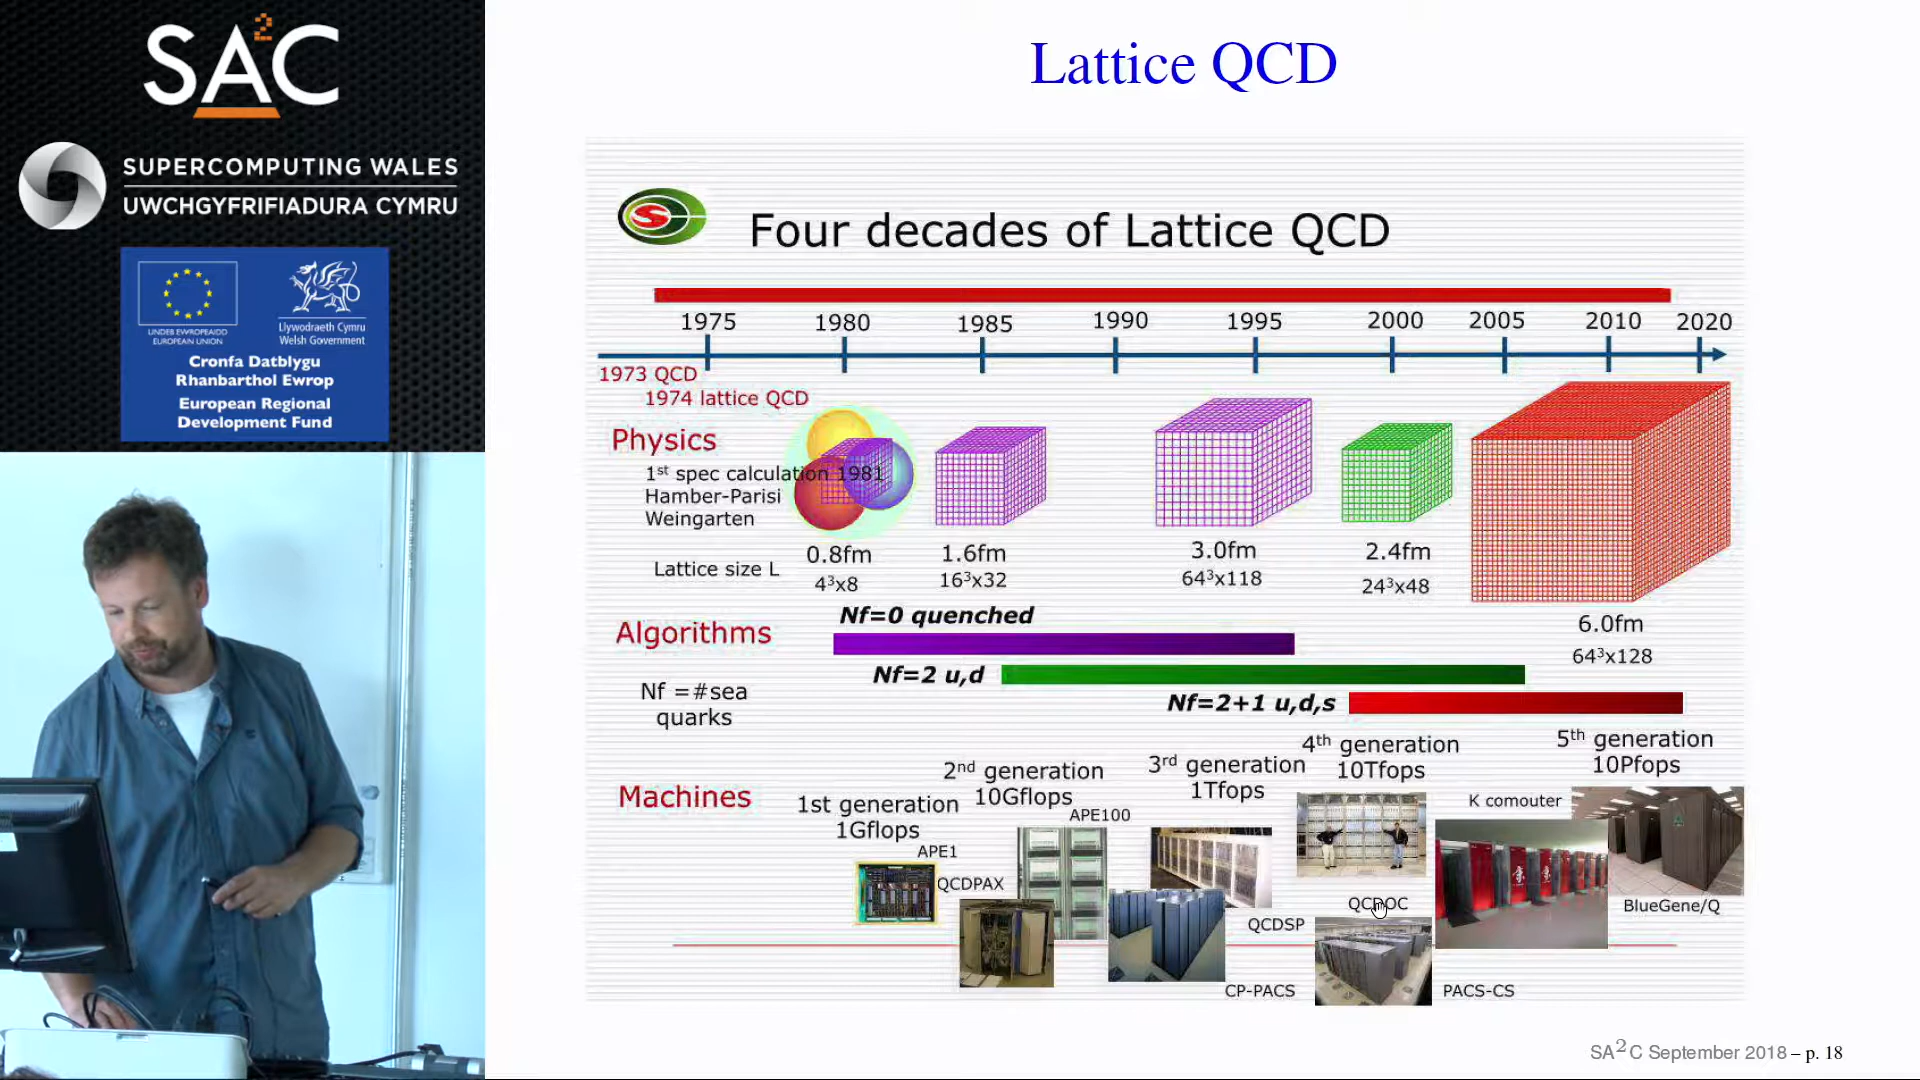 SA2C
SUPERCOMPUTING WALES
UWCHGYFRIFIADURA CYMRU
UNDEB EWROPEAIDD
EUROPEAN UNION
Llywodraeth Cymru
Welsh Government
Cronfa Datblygu
Rhanbarthol Ewrop
European Regional
Development Fund
Lattice QCD
Four decades of Lattice QCD
1975 1980 1985 1990 1995 2000 2005 2010 2020
1973 QCD
1974 lattice QCD
Physics
1st spec calculation 1981
Hamber-Parisi
Weingarten
Lattice size L
0.8fm 1.6fm 3.0fm 2.4fm 6.0fm
4³x8 16³x32 64³x118 24³x48 64³x128
Algorithms
Nf=0 quenched
Nf=2 u,d
Nf=2+1 u,d,s
Nf =#sea
quarks
Machines
1st generation
1Gflops
2nd generation
10Gflops
3rd generation
1Tfops
4th generation
10Tfops
5th generation
10Pfops
APE1
QCDPAX
APE100
QCDSP
CP-PACS
QCDOC
PACS-CS
K comouter
BlueGene/Q
SA2C September 2018 – p. 18